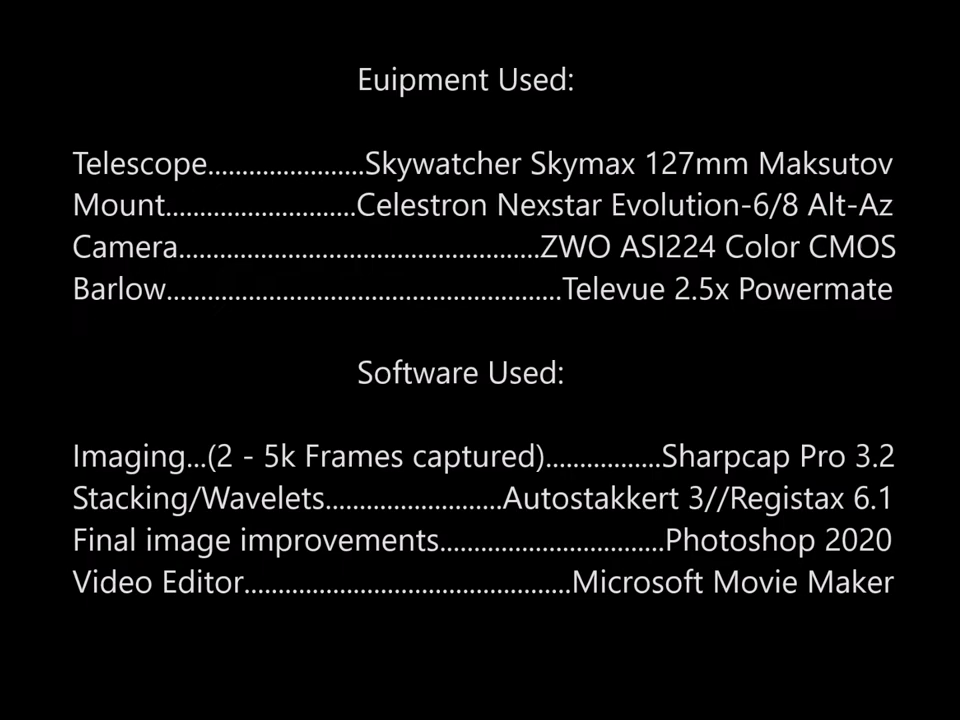 Euipment Used:
Telescope.......................Skywatcher Skymax 127mm Maksutov
Mount............................Celestron Nexstar Evolution-6/8 Alt-Az
Camera.....................................................ZWO ASI224 Color CMOS
Barlow..........................................................Televue 2.5x Powermate
Software Used:
Imaging...(2 - 5k Frames captured).................Sharpcap Pro 3.2
Stacking/Wavelets..........................Autostakkert 3//Registax 6.1
Final image improvements.................................Photoshop 2020
Video Editor................................................Microsoft Movie Maker